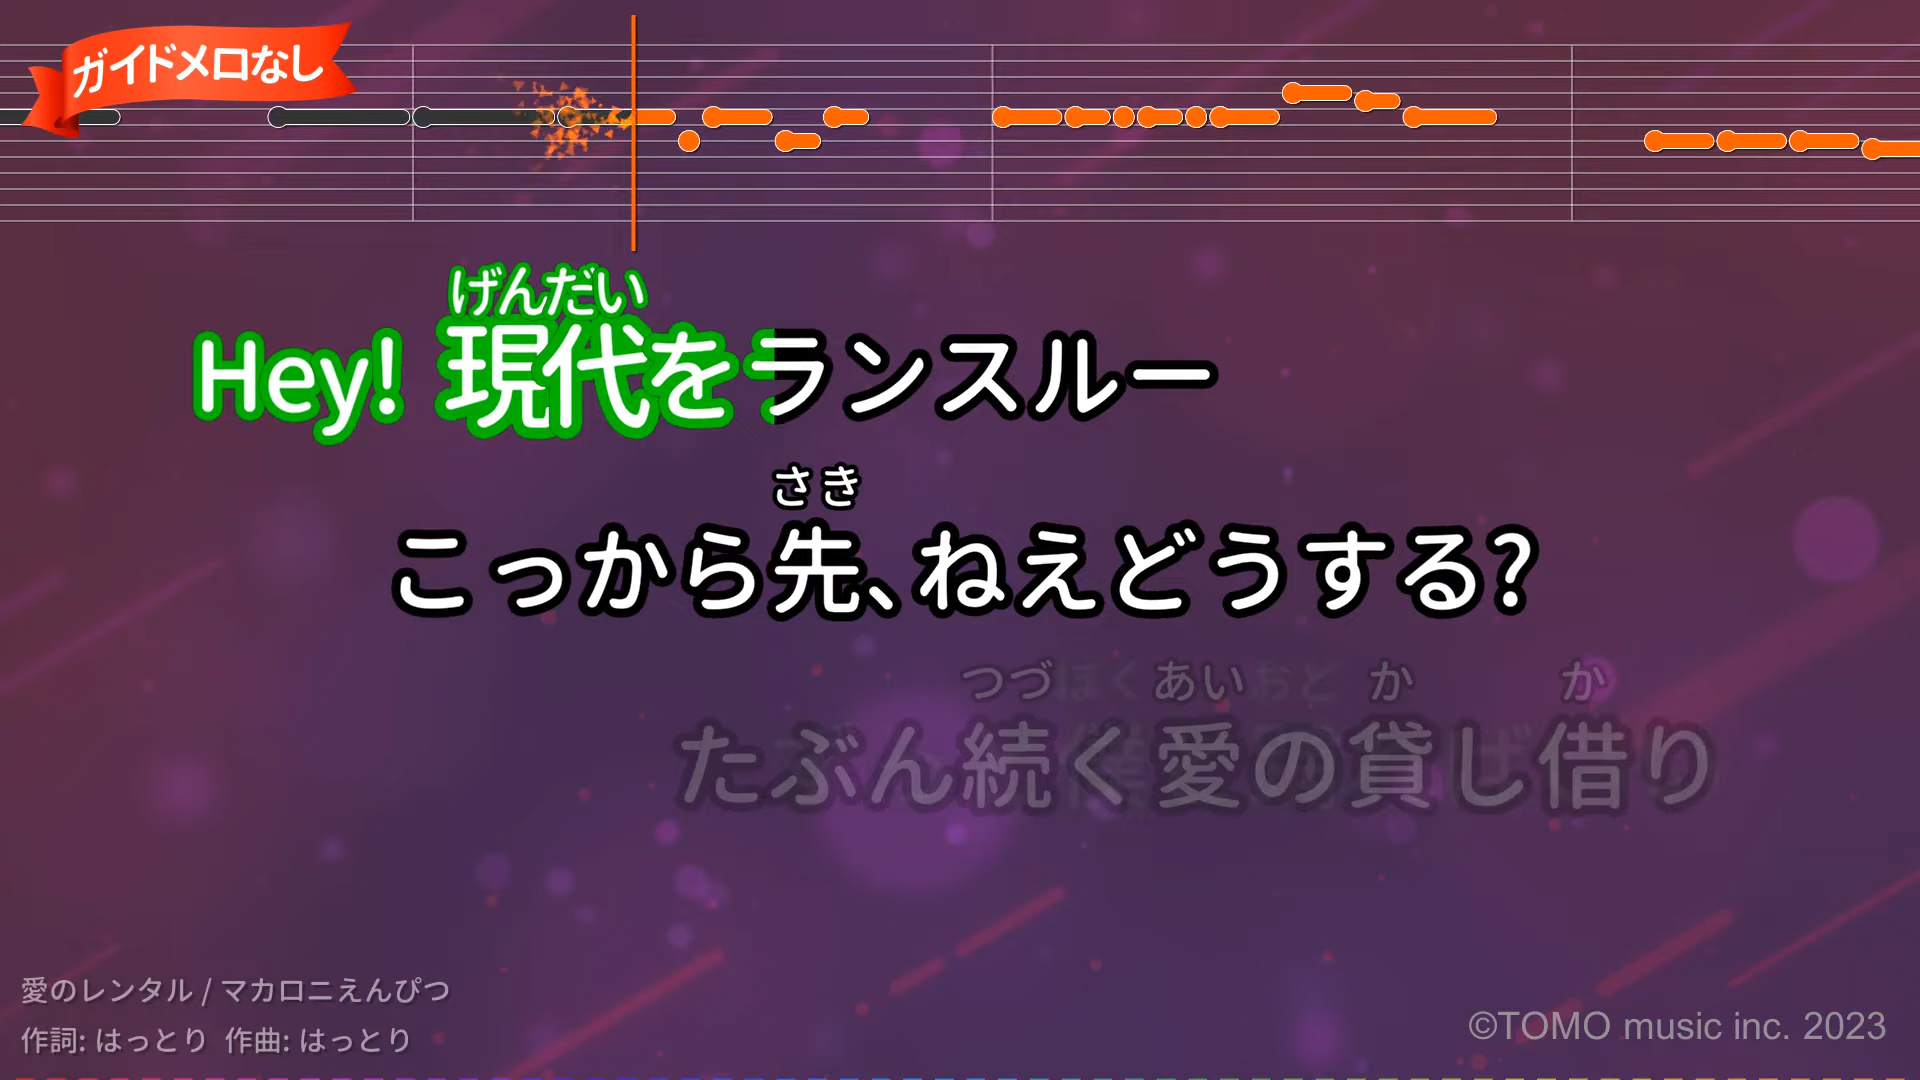 ガイドメロなし
げんだい
Hey! 現代をランスルー
さき
こっから先、ねえどうする?
つづ あい か か
たぶん続く愛の貸し借り
愛のレンタル / マカロニえんぴつ
作詞: はっとり 作曲: はっとり
©TOMO music inc. 2023